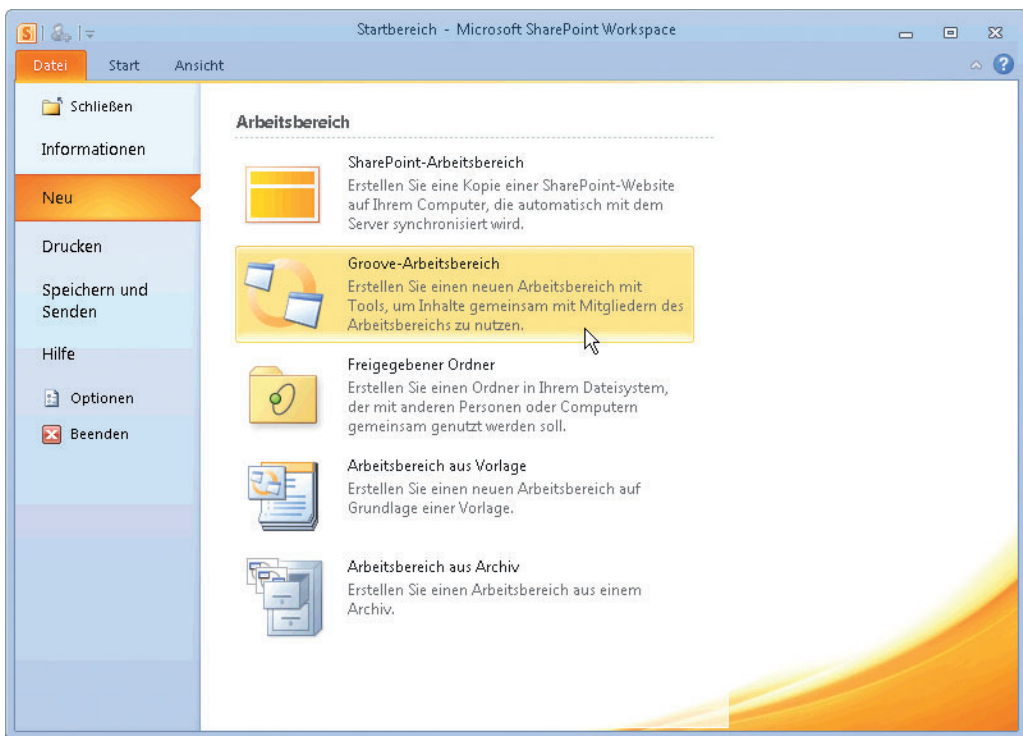 Startbereich - Microsoft SharePoint Workspace
Datei Start Ansicht
Schließen
Informationen
Neu
Drucken
Speichern und
Senden
Hilfe
Optionen
Beenden
Arbeitsbereich
SharePoint-Arbeitsbereich
Erstellen Sie eine Kopie einer SharePoint-Website
auf Ihrem Computer, die automatisch mit dem
Server synchronisiert wird.
Groove-Arbeitsbereich
Erstellen Sie einen neuen Arbeitsbereich mit
Tools, um Inhalte gemeinsam mit Mitgliedern des
Arbeitsbereichs zu nutzen.
Freigegebener Ordner
Erstellen Sie einen Ordner in Ihrem Dateisystem,
der mit anderen Personen oder Computern
gemeinsam genutzt werden soll.
Arbeitsbereich aus Vorlage
Erstellen Sie einen neuen Arbeitsbereich auf
Grundlage einer Vorlage.
Arbeitsbereich aus Archiv
Erstellen Sie einen Arbeitsbereich aus einem
Archiv.